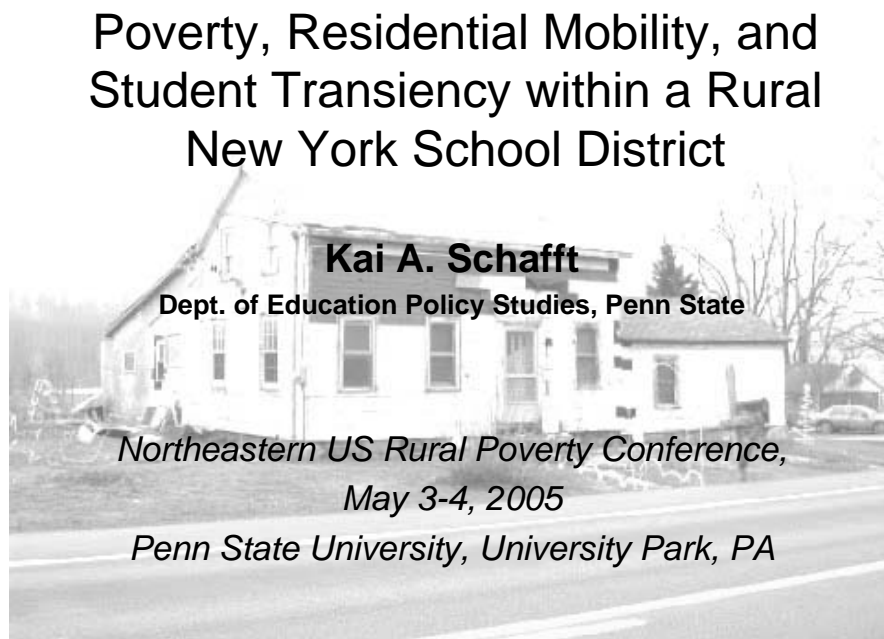 Poverty, Residential Mobility, and
Student Transiency within a Rural
New York School District
Kai A. Schafft
Dept. of Education Policy Studies, Penn State
Northeastern US Rural Poverty Conference,
May 3-4, 2005
Penn State University, University Park, PA